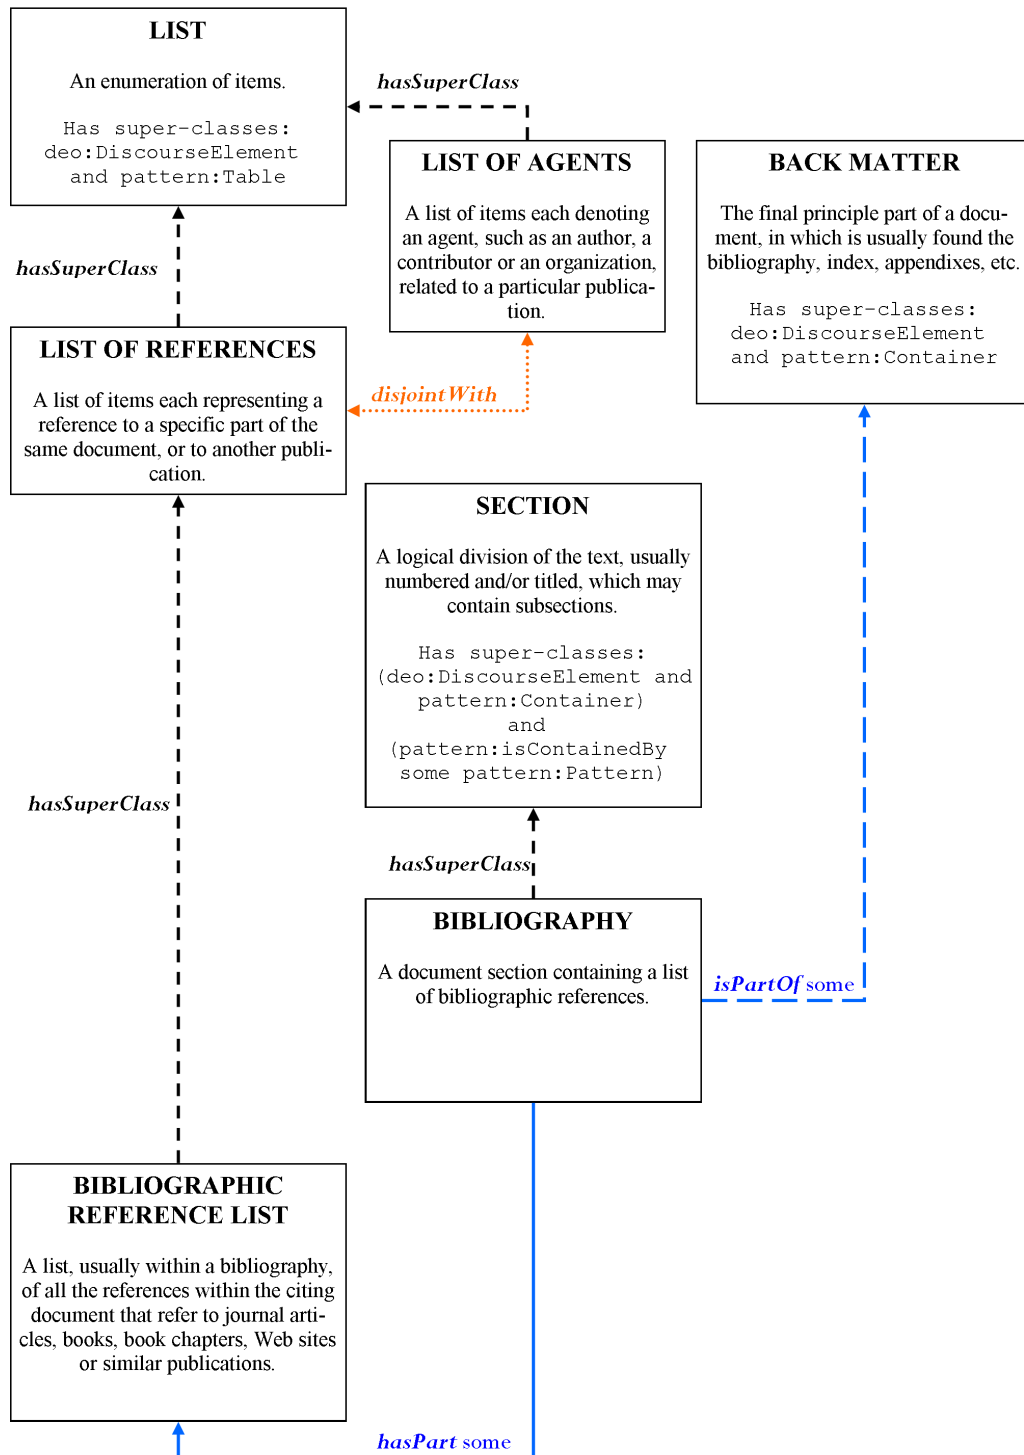 LIST
An enumeration of items.
Has super-classes:
deo:DiscourseElement
and pattern:Table
hasSuperClass
LIST OF AGENTS
A list of items each denoting
an agent, such as an author, a
contributor or an organization,
related to a particular publica-
tion.
BACK MATTER
The final principle part of a docu-
ment, in which is usually found the
bibliography, index, appendixes, etc.
Has super-classes:
deo:DiscourseElement
and pattern:Container
hasSuperClass
LIST OF REFERENCES
A list of items each representing a
reference to a specific part of the
same document, or to another publi-
cation.
disjointWith
SECTION
A logical division of the text, usually
numbered and/or titled, which may
contain subsections.
Has super-classes:
(deo:DiscourseElement and
pattern:Container)
and
(pattern:isContainedBy
some pattern:Pattern)
hasSuperClass
hasSuperClass
BIBLIOGRAPHY
A document section containing a list
of bibliographic references.
isPartOf some
BIBLIOGRAPHIC
REFERENCE LIST
A list, usually within a bibliography,
of all the references within the citing
document that refer to journal arti-
cles, books, book chapters, Web sites
or similar publications.
hasPart some